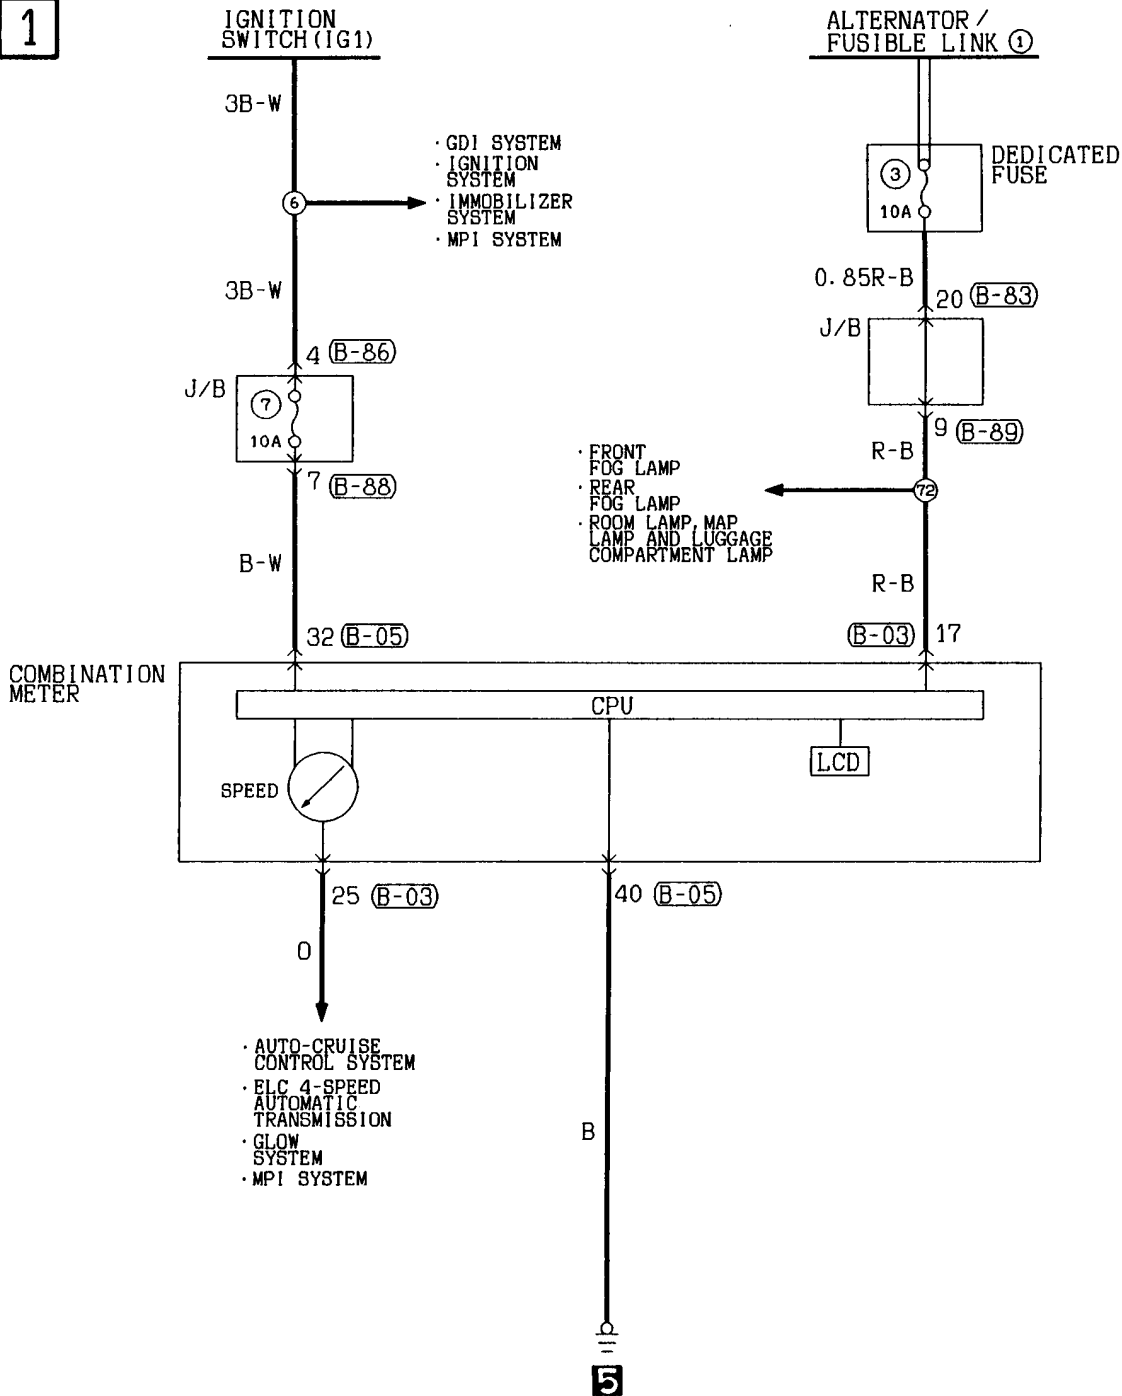 1
IGNITION
SWITCH(IG1)
ALTERNATOR/
FUSIBLE LINK ①
3B-W
· GDI SYSTEM
· IGNITION
SYSTEM
· IMMOBILIZER
SYSTEM
· MPI SYSTEM
6
3
10A
DEDICATED
FUSE
3B-W
0.85R-B
20 B-83
J/B
4 B-86
J/B
7
10A
9 B-89
7 B-88
R-B
· FRONT
FOG LAMP
· REAR
FOG LAMP
· ROOM LAMP, MAP
LAMP AND LUGGAGE
COMPARTMENT LAMP
72
B-W
R-B
32 B-05
B-03 17
COMBINATION
METER
CPU
LCD
SPEED
25 B-03
40 B-05
O
· AUTO-CRUISE
CONTROL SYSTEM
· ELC 4-SPEED
AUTOMATIC
TRANSMISSION
· GLOW
SYSTEM
· MPI SYSTEM
B
5